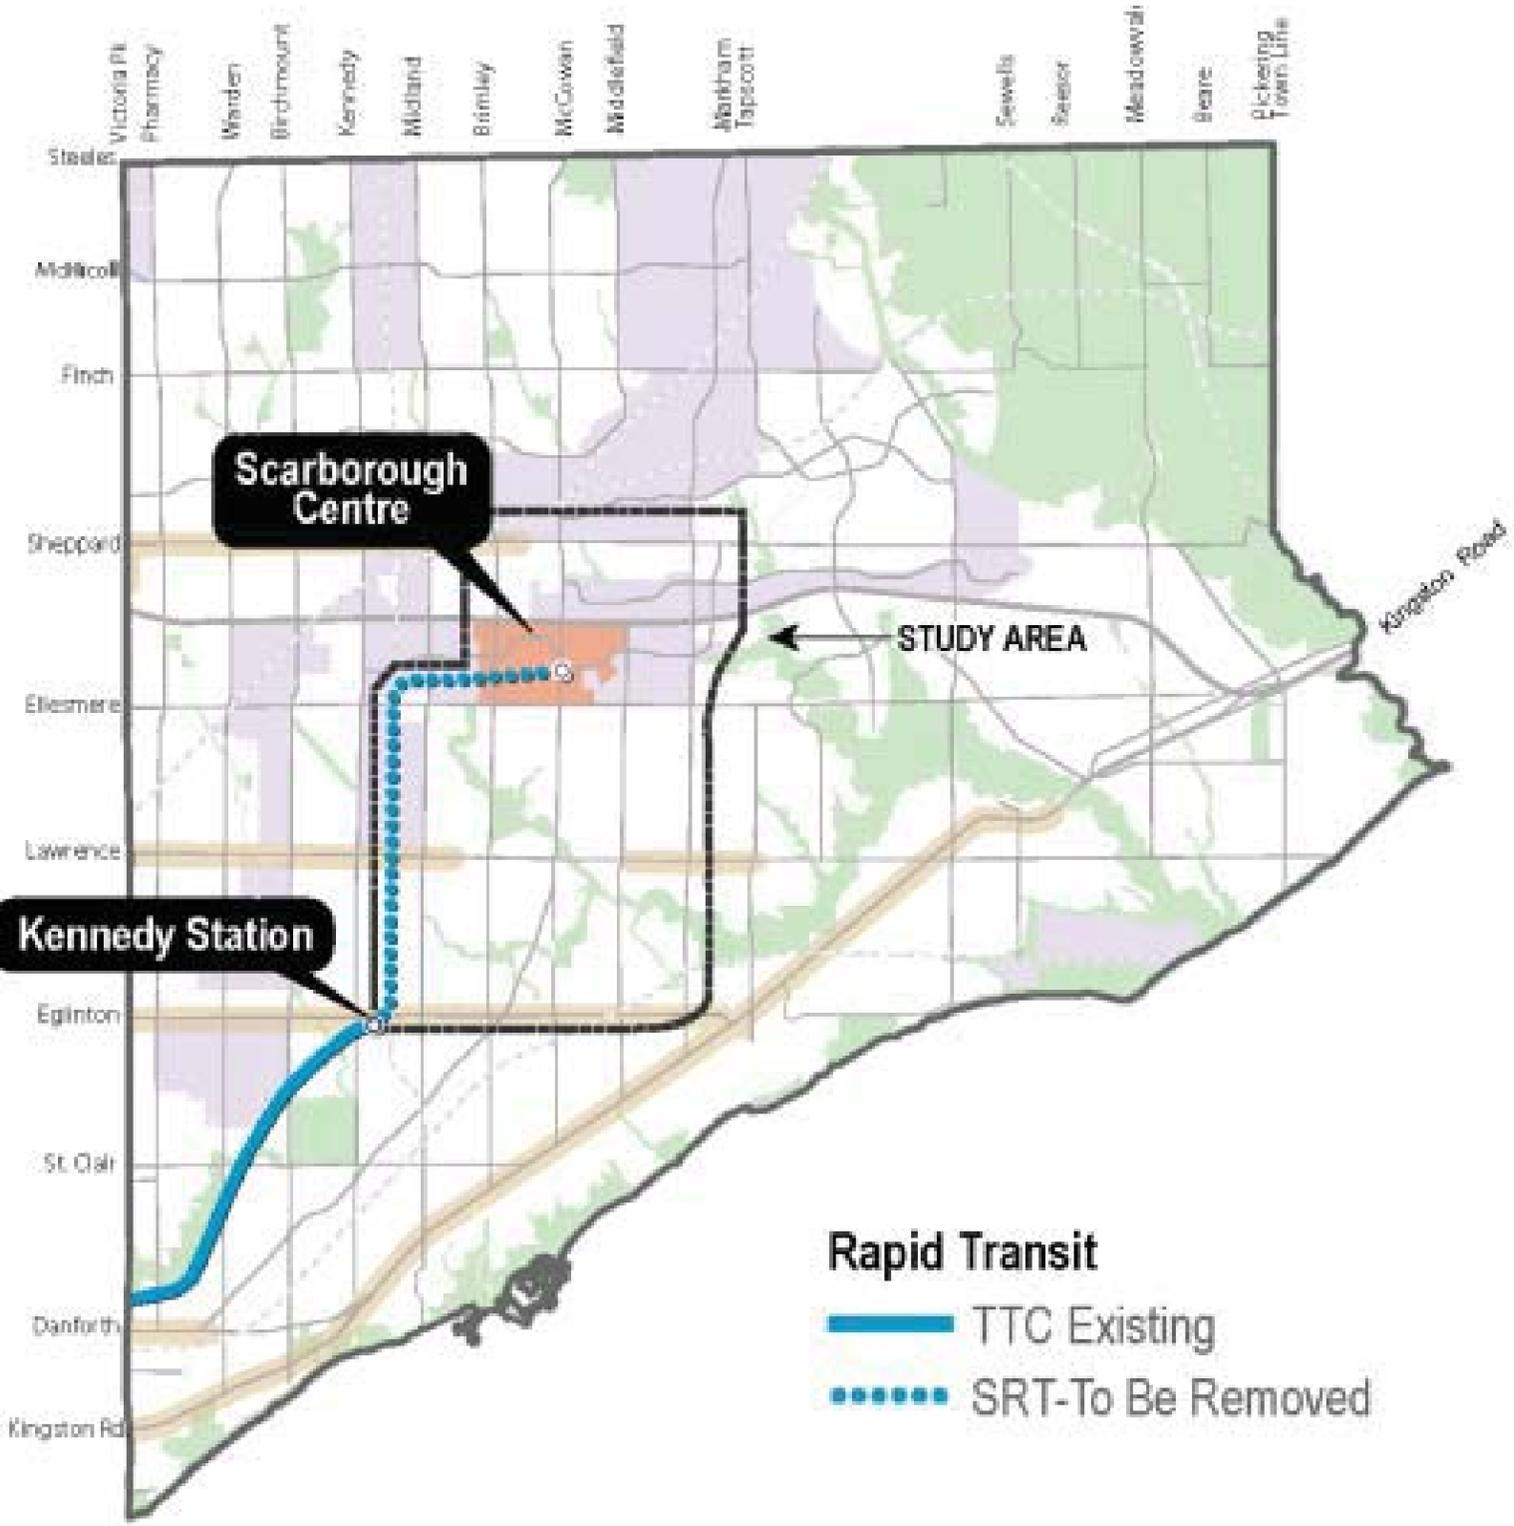 Victoria Pk
Pharmacy
Warden
Birchmount
Kennedy
Midland
Brimley
McCowan
Middlefield
Markham
Tapscott
Sewells
Reesor
Meadowvale
Beare
Pickering
Town Line
Steeles
McNicoll
Finch
Scarborough
Centre
Sheppard
Kingston Road
STUDY AREA
Ellesmere
Lawrence
Kennedy Station
Eglinton
St. Clair
Rapid Transit
Danforth
TTC Existing
SRT-To Be Removed
Kingston Rd